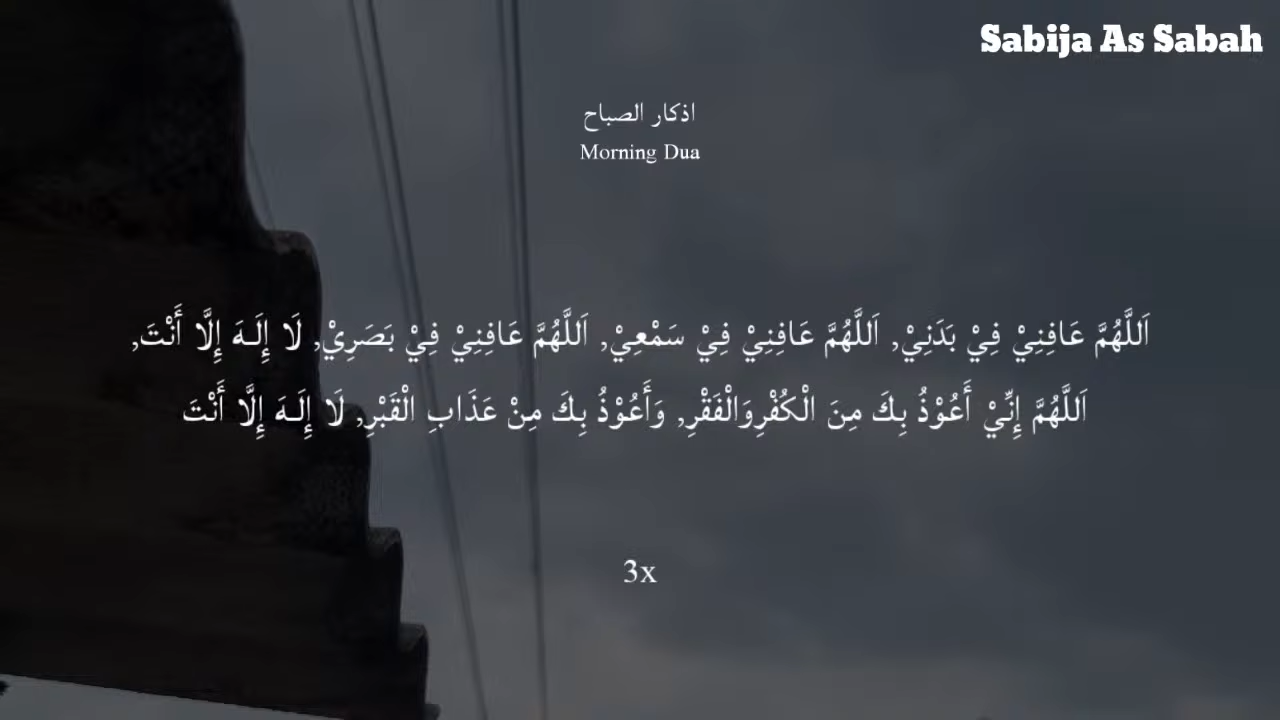 Sabija As Sabah
اذكار الصباح
Morning Dua
اَللَّهُمَّ عَافِنِيْ فِيْ بَدَنِيْ, اَللَّهُمَّ عَافِنِيْ فِيْ سَمْعِيْ, اَللَّهُمَّ عَافِنِيْ فِيْ بَصَرِيْ, لَا إِلَـهَ إِلَّا أَنْتَ,
اَللَّهُمَّ إِنِّيْ أَعُوْذُ بِكَ مِنَ الْكُفْرِوَالْفَقْرِ, وَأَعُوْذُ بِكَ مِنْ عَذَابِ الْقَبْرِ, لَا إِلَـهَ إِلَّا أَنْتَ
3x